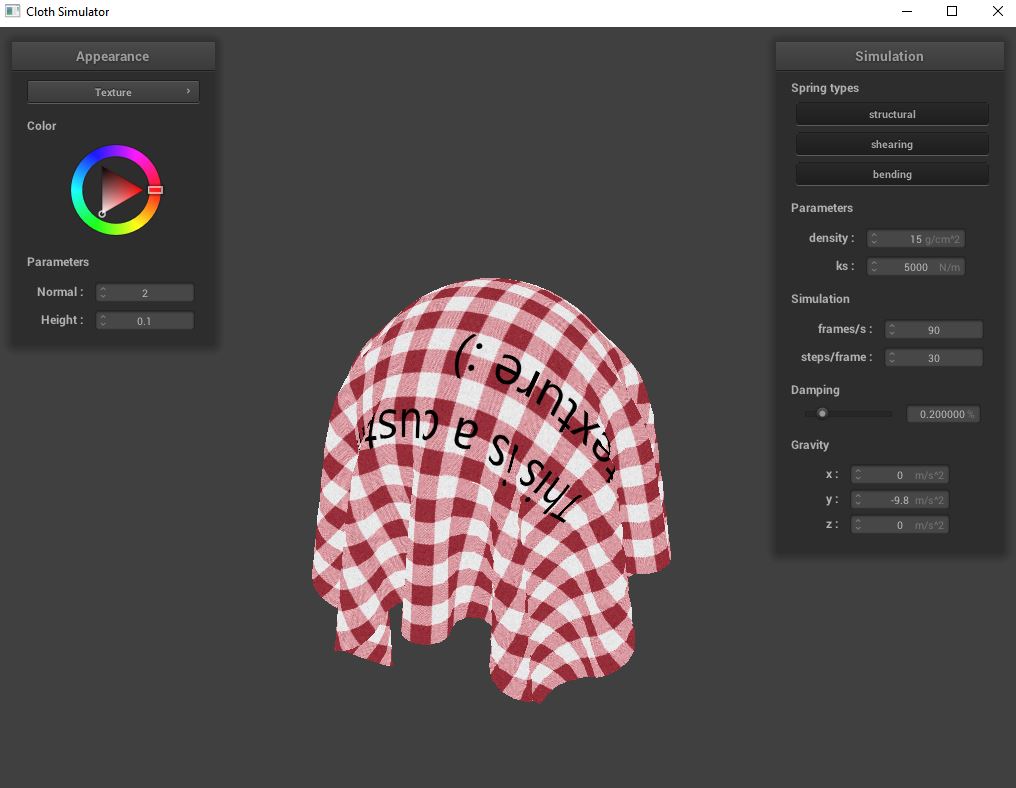 Cloth Simulator
Appearance
Texture
Color
Parameters
Normal : 2
Height : 0.1
This is a cust
texture :)
Simulation
Spring types
structural
shearing
bending
Parameters
density : 15 g/cm^2
ks : 5000 N/m
Simulation
frames/s : 90
steps/frame : 30
Damping
0.200000 %
Gravity
x : 0 m/s^2
y : -9.8 m/s^2
z : 0 m/s^2